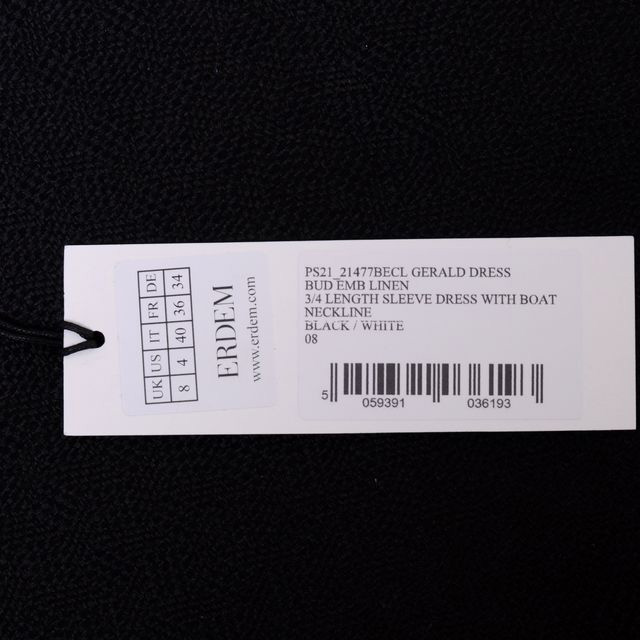 UK US IT FR DE
8 4 40 36 34
ERDEM
www.erdem.com
PS21_21477BECL GERALD DRESS
BUD EMB LINEN
3/4 LENGTH SLEEVE DRESS WITH BOAT
NECKLINE
BLACK / WHITE
08
5 059391 036193